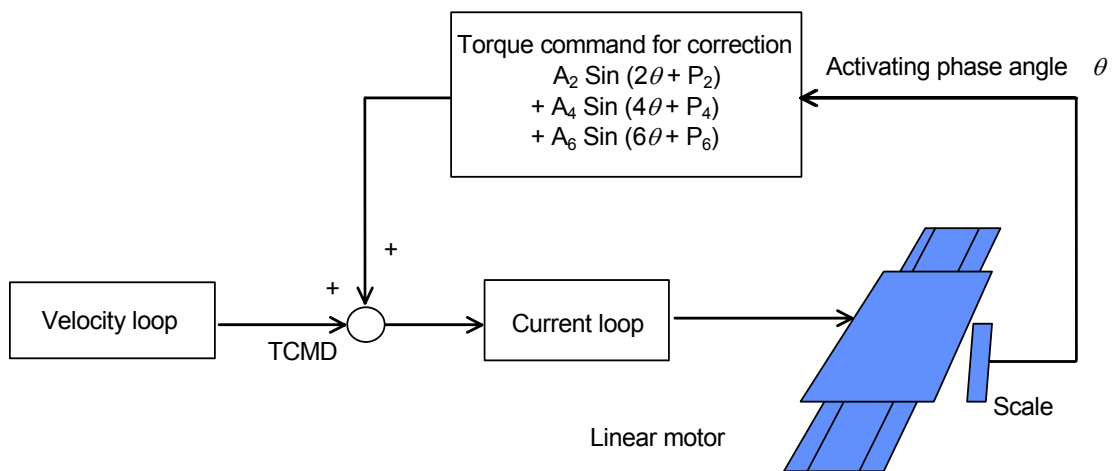 Torque command for correction
A₂ Sin (2θ + P₂)
+ A₄ Sin (4θ + P₄)
+ A₆ Sin (6θ + P₆)
Activating phase angle θ
+
+
Velocity loop
TCMD
Current loop
Scale
Linear motor